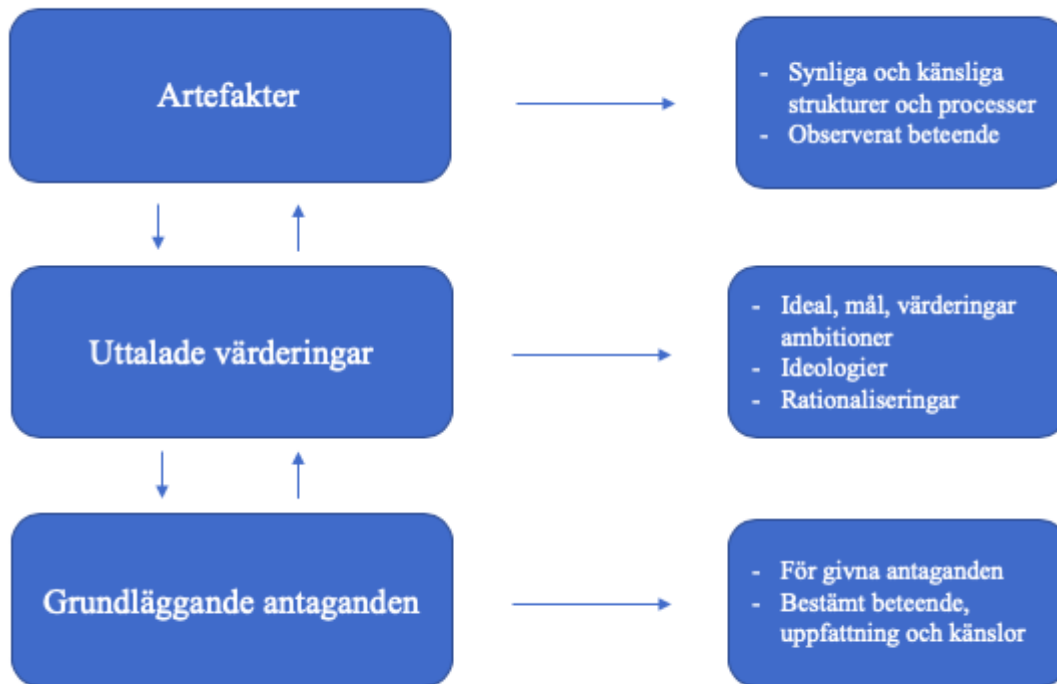 Artefakter
- Synliga och känsliga
strukturer och processer
- Observerat beteende
Uttalade värderingar
- Ideal, mål, värderingar
ambitioner
- Ideologier
- Rationaliseringar
Grundläggande antaganden
- För givna antaganden
- Bestämt beteende,
uppfattning och känslor